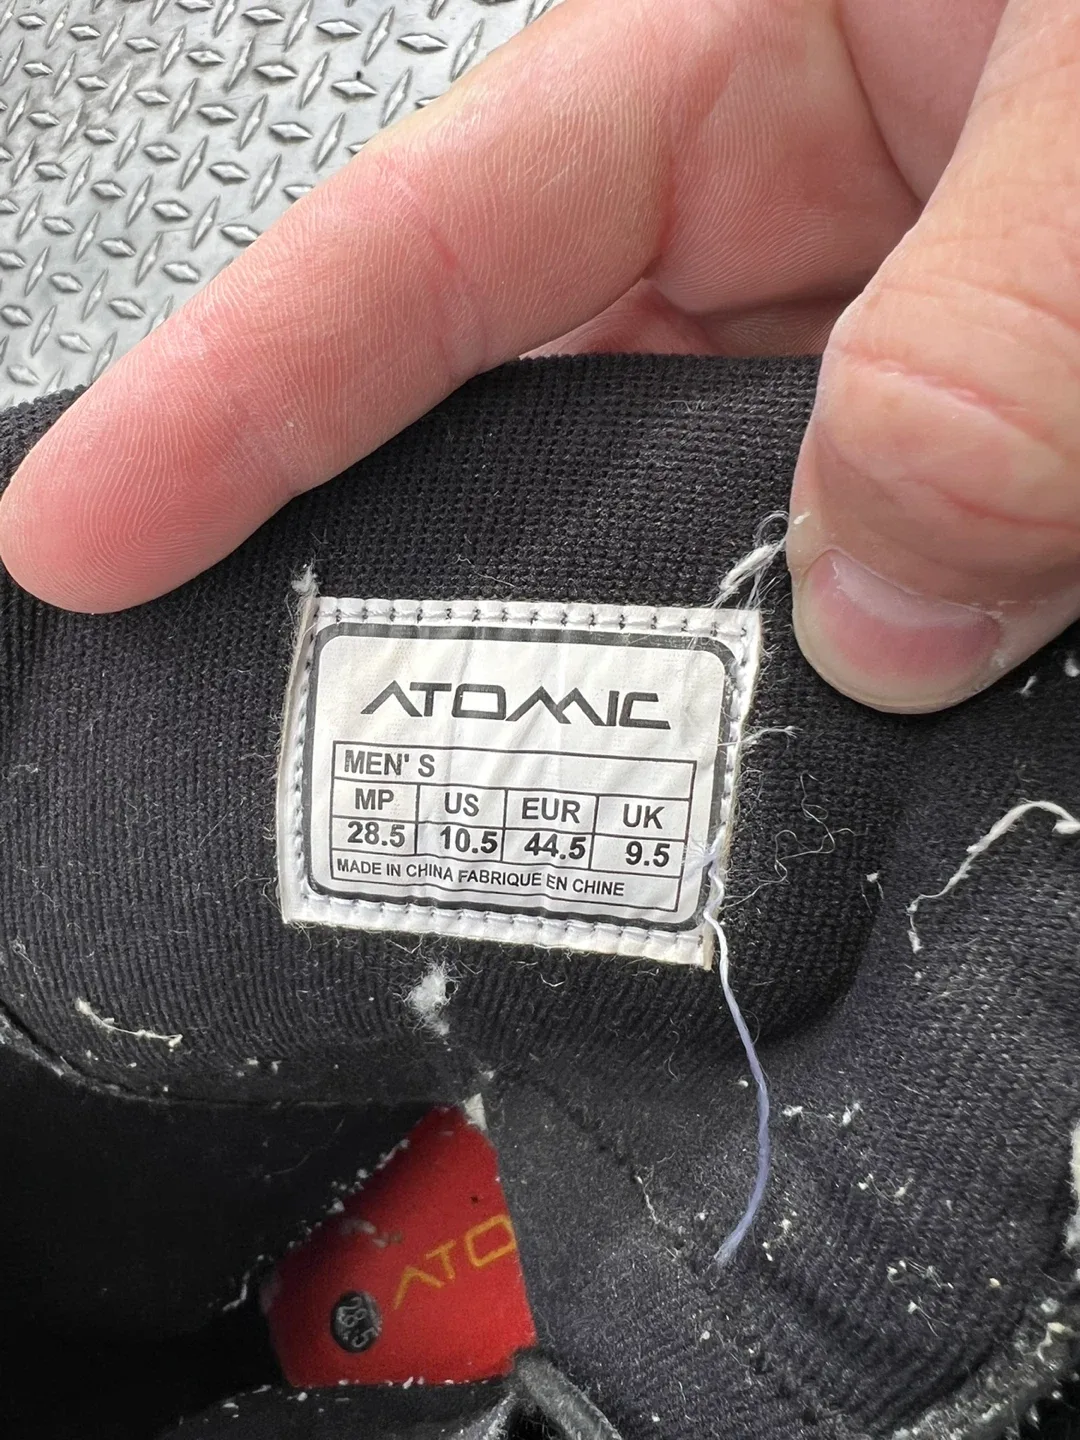 ATOMIC
MEN'S
MP US EUR UK
28.5 10.5 44.5 9.5
MADE IN CHINA FABRIQUE EN CHINE
ATO
28.5